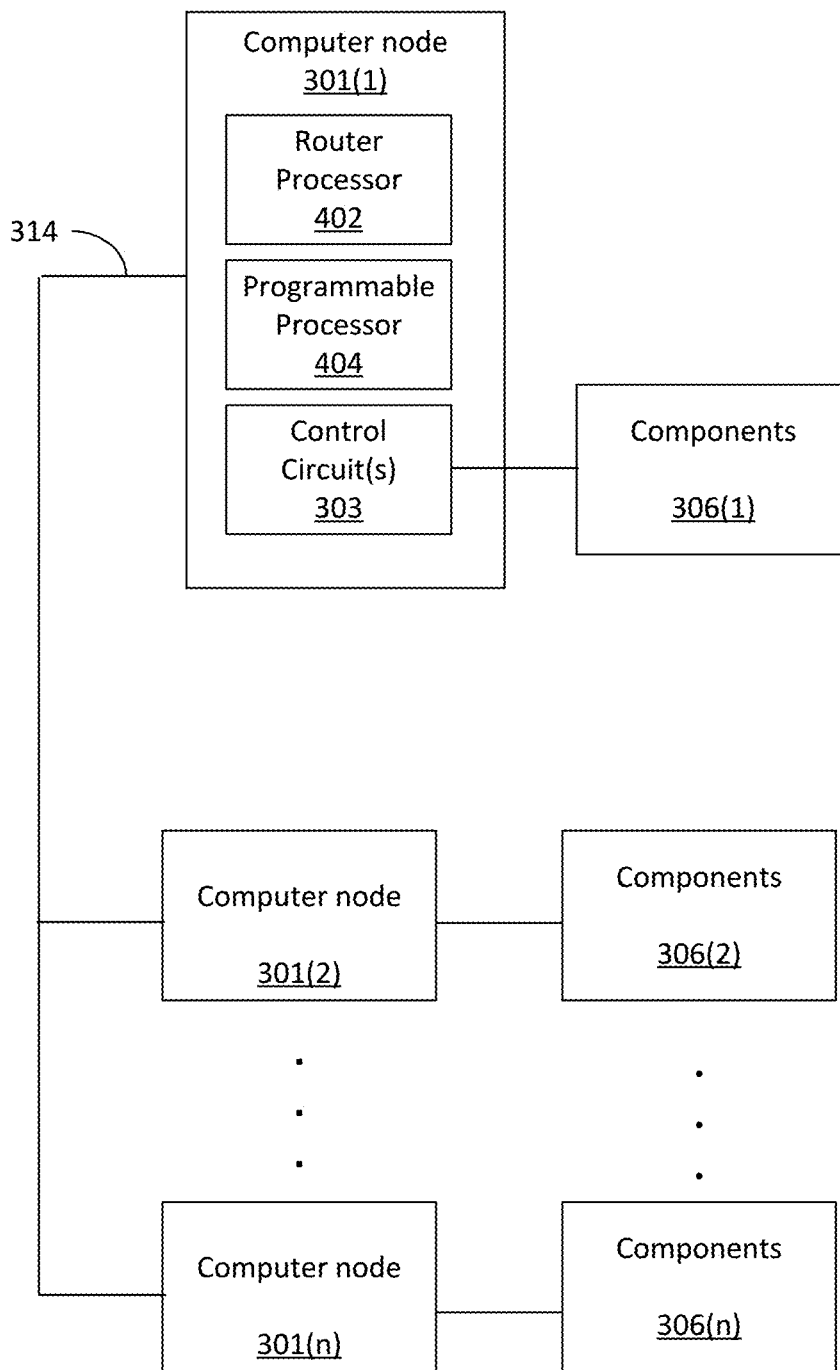 Computer node
301(1)
Router
Processor
402
314
Programmable
Processor
404
Control
Circuit(s)
303
Components
306(1)
Computer node
301(2)
Components
306(2)
Computer node
301(n)
Components
306(n)